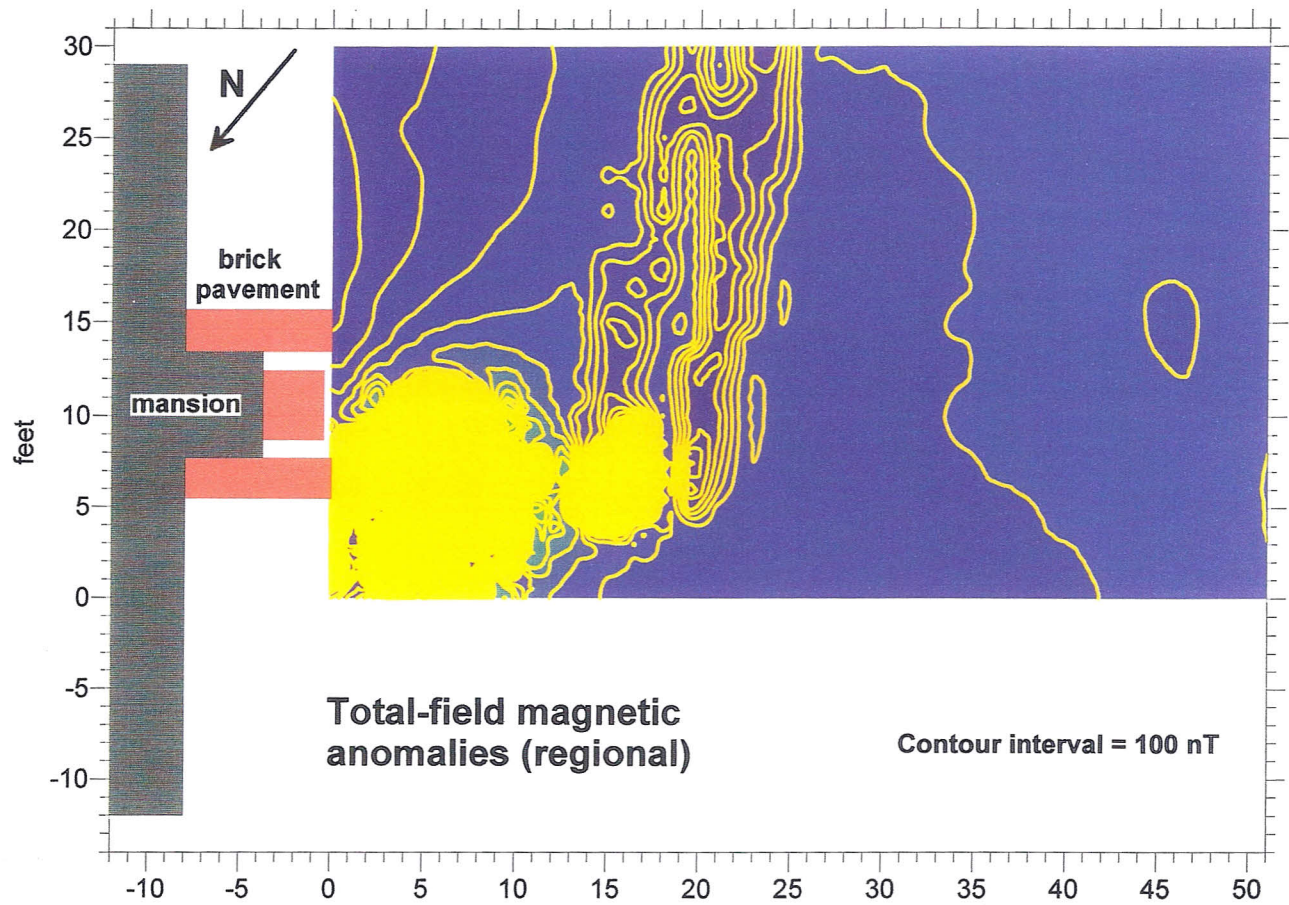 30
25
20
15
10
5
0
-5
-10
feet
N
brick
pavement
mansion
Total-field magnetic
anomalies (regional)
Contour interval = 100 nT
-10 -5 0 5 10 15 20 25 30 35 40 45 50